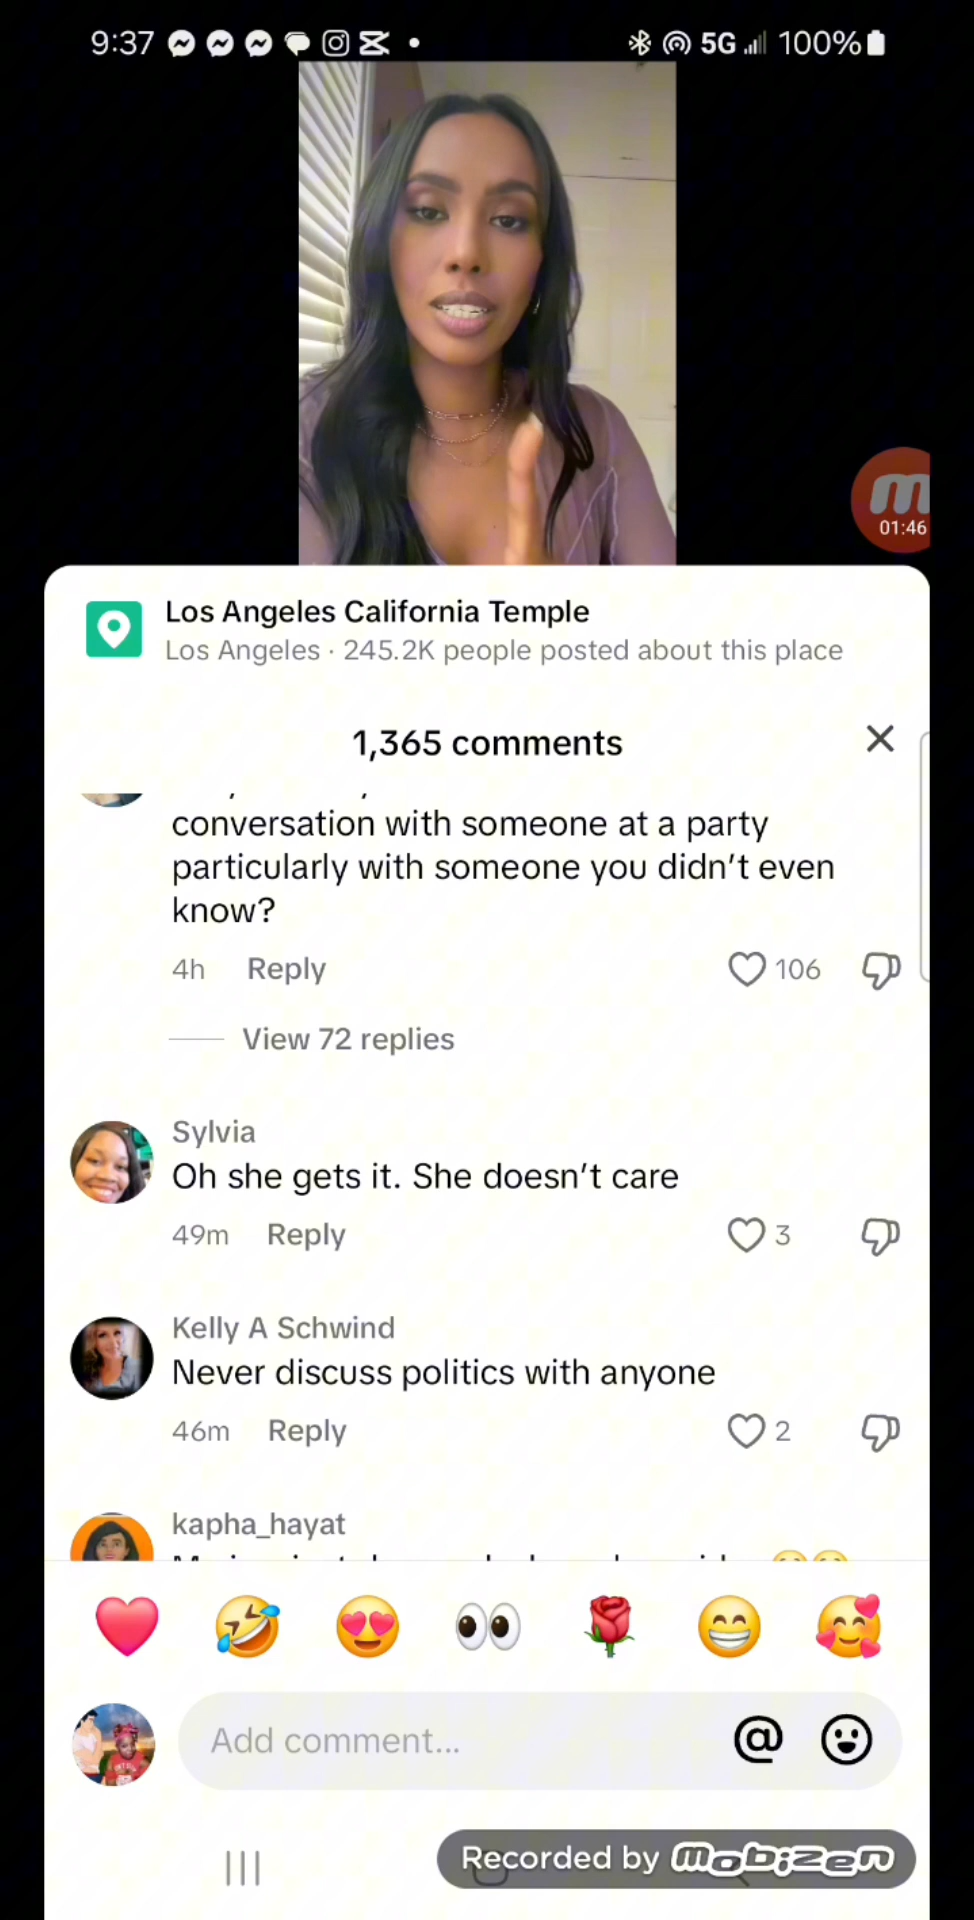 9:37
5G 100%
01:46
Los Angeles California Temple
Los Angeles · 245.2K people posted about this place
1,365 comments
conversation with someone at a party
particularly with someone you didn't even
know?
4h Reply 106
View 72 replies
Sylvia
Oh she gets it. She doesn't care
49m Reply 3
Kelly A Schwind
Never discuss politics with anyone
46m Reply 2
kapha_hayat
Add comment...
Recorded by mobizen